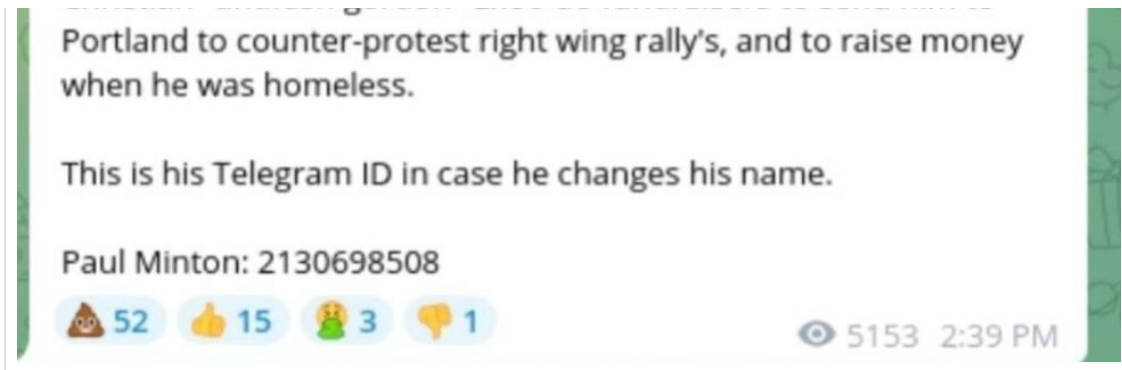 Portland to counter-protest right wing rally's, and to raise money
when he was homeless.
This is his Telegram ID in case he changes his name.
Paul Minton: 2130698508
52 15 3 1
5153 2:39 PM